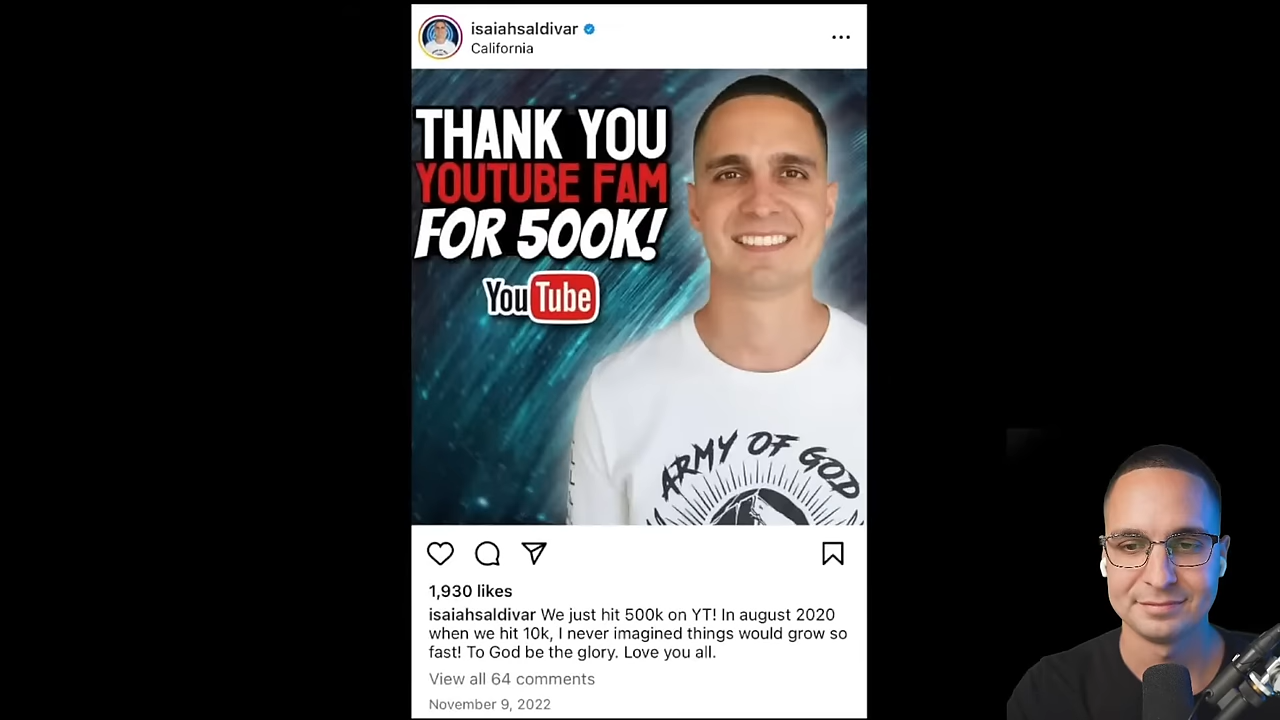 isaiahsaldivar
California
THANK YOU
YOUTUBE FAM
FOR 500K!
YouTube
ARMY OF GOD
1,930 likes
isaiahsaldivar We just hit 500k on YT! In august 2020
when we hit 10k, I never imagined things would grow so
fast! To God be the glory. Love you all.
View all 64 comments
November 9, 2022